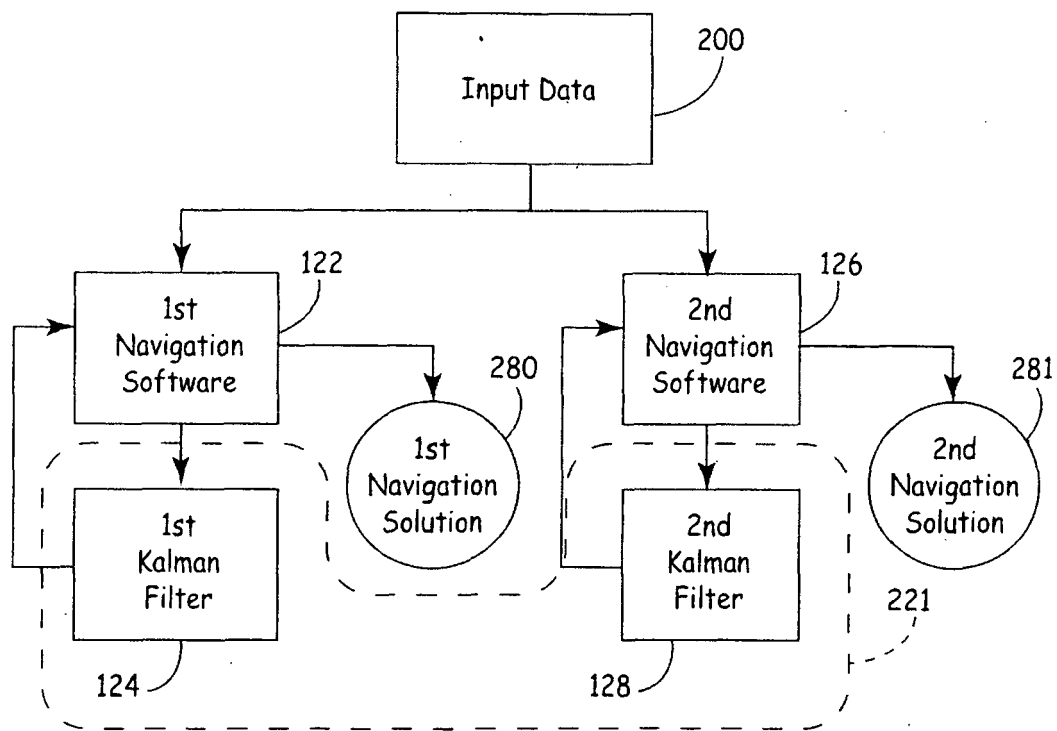 200
Input Data
122
1st
Navigation
Software
126
2nd
Navigation
Software
280
1st
Navigation
Solution
281
2nd
Navigation
Solution
1st
Kalman
Filter
2nd
Kalman
Filter
221
124
128